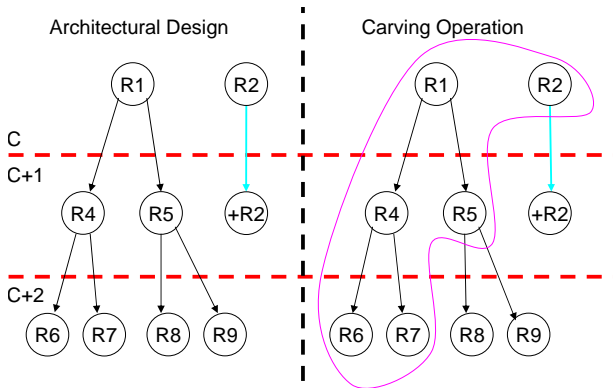 Architectural Design
Carving Operation
R1 R2 R1 R2
C
C+1
R4 R5 +R2 R4 R5 +R2
C+2
R6 R7 R8 R9 R6 R7 R8 R9